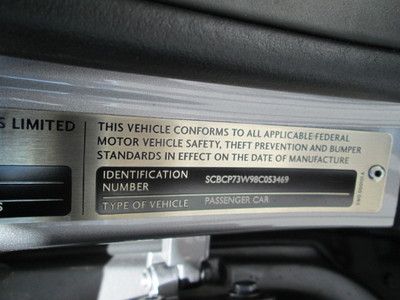 S LIMITED
THIS VEHICLE CONFORMS TO ALL APPLICABLE FEDERAL
MOTOR VEHICLE SAFETY, THEFT PREVENTION AND BUMPER
STANDARDS IN EFFECT ON THE DATE OF MANUFACTURE
IDENTIFICATION
NUMBER
SCBCP73W98C053469
TYPE OF VEHICLE
PASSENGER CAR
S